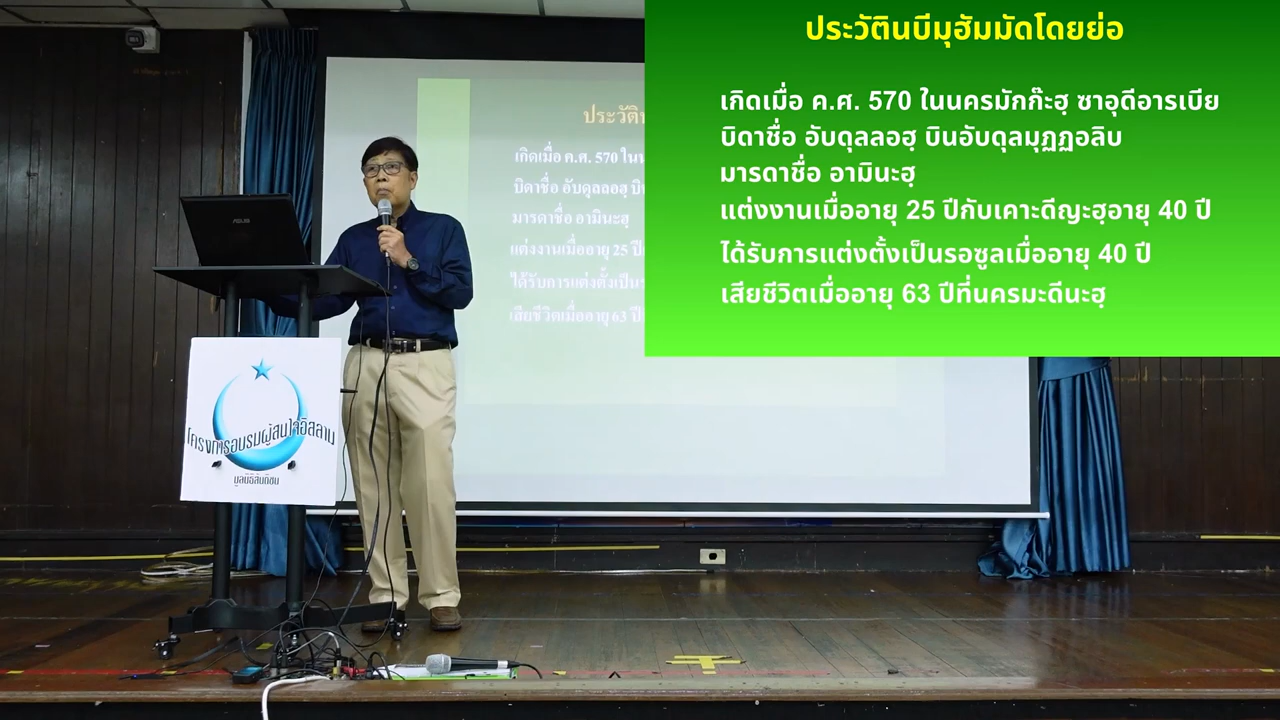 ประวัตินบีมุฮัมมัดโดยย่อ
เกิดเมื่อ ค.ศ. 570 ในนครมักก๊ะฮฺ ซาอุดีอารเบีย
บิดาชื่อ อับดุลลอฮฺ บินอับดุลมุฏฏอลิบ
มารดาชื่อ อามินะฮฺ
แต่งงานเมื่ออายุ 25 ปีกับเคาะดีญะฮฺอายุ 40 ปี
ได้รับการแต่งตั้งเป็นรอซูลเมื่ออายุ 40 ปี
เสียชีวิตเมื่ออายุ 63 ปีที่นครมะดีนะฮฺ
ประวัติน
เกิดเมื่อ ค.ศ. 570 ในน
บิดาชื่อ อับดุลลอฮฺ บิ
มารดาชื่อ อามินะฮฺ
แต่งงานเมื่ออายุ 25 ปี
ได้รับการแต่งตั้งเป็นร
เสียชีวิตเมื่ออายุ 63 ปี
ASUS
โครงการอบรมผู้สนใจอิสลาม
มูลนิธิสันติชน